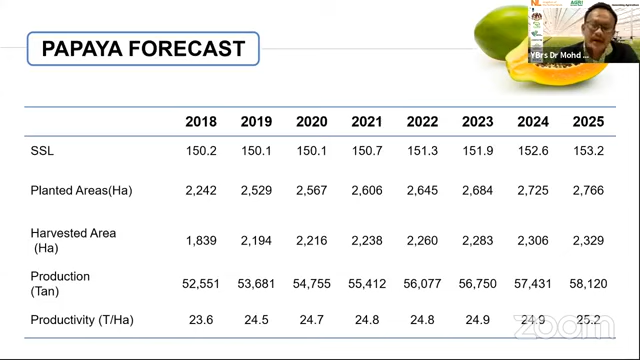 PAPAYA FORECAST
NL
AGRI
YBrs Dr Mohd ...
2018 2019 2020 2021 2022 2023 2024 2025
SSL 150.2 150.1 150.1 150.7 151.3 151.9 152.6 153.2
Planted Areas(Ha) 2,242 2,529 2,567 2,606 2,645 2,684 2,725 2,766
Harvested Area
(Ha) 1,839 2,194 2,216 2,238 2,260 2,283 2,306 2,329
Production
(Tan) 52,551 53,681 54,755 55,412 56,077 56,750 57,431 58,120
Productivity (T/Ha) 23.6 24.5 24.7 24.8 24.8 24.9 24.9 25.2
zoom